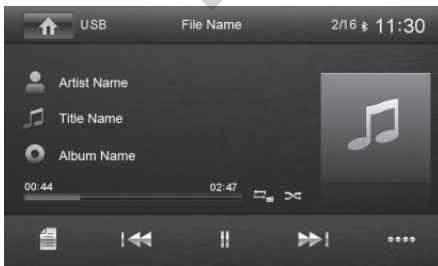 USB File Name 2/16 11:30
Artist Name
Title Name
Album Name
00:44 02:47